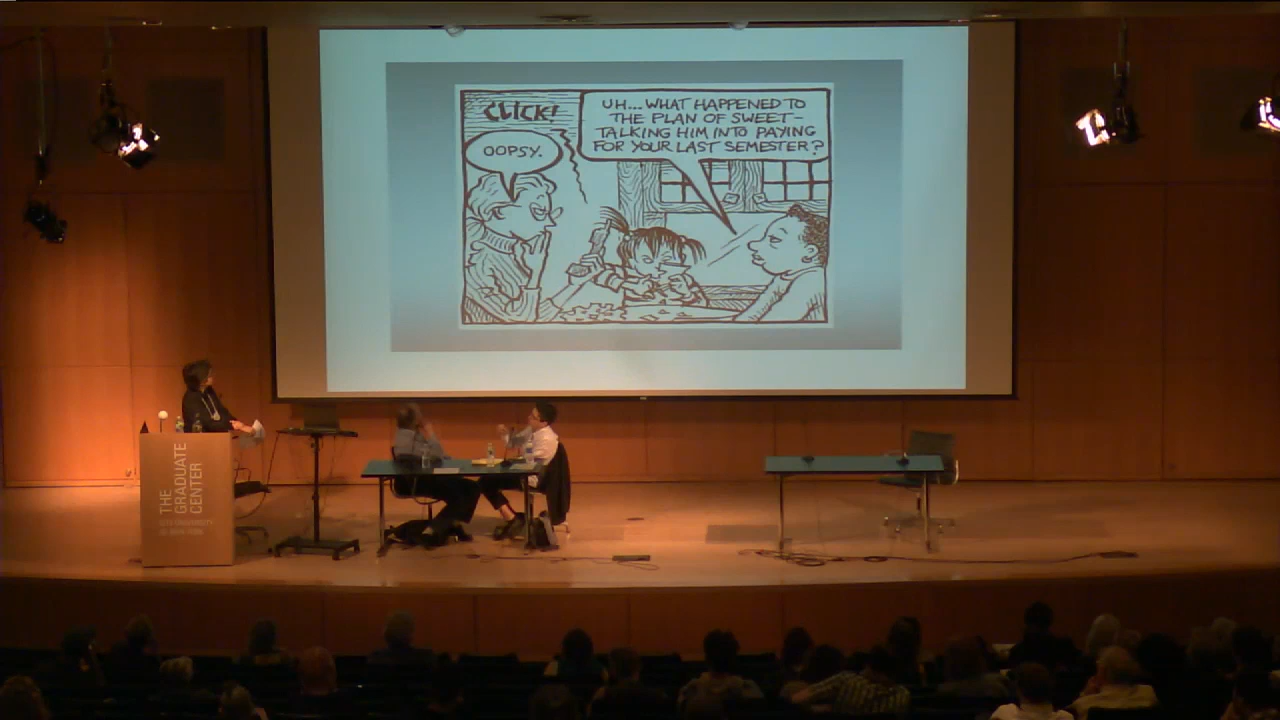 CLICK!
OOPSY.
UH...WHAT HAPPENED TO
THE PLAN OF SWEET-
TALKING HIM INTO PAYING
FOR YOUR LAST SEMESTER?
THE
GRADUATE
CENTER